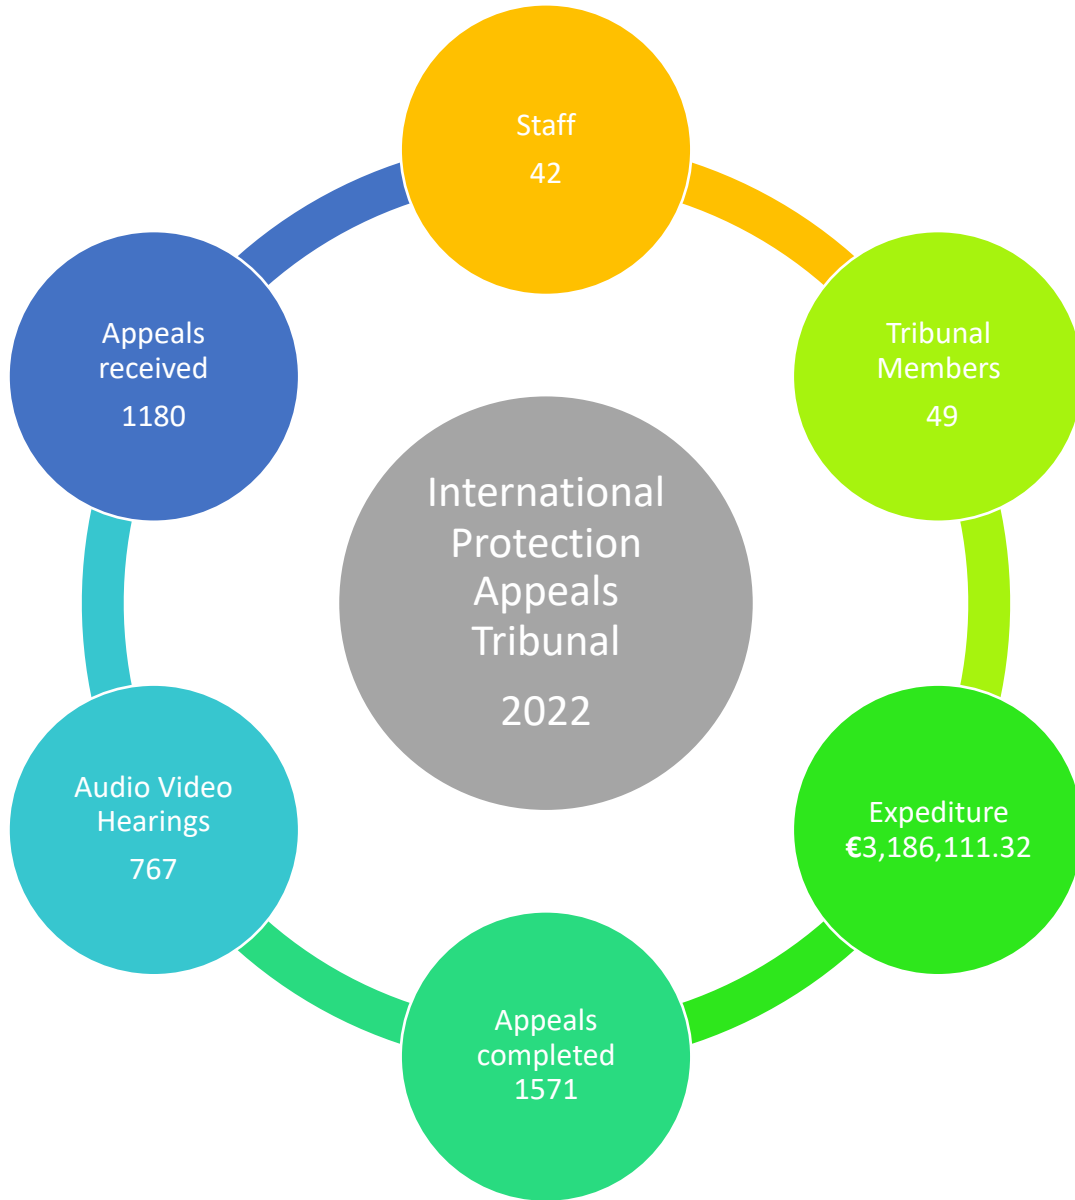 Staff
42
Tribunal
Members
49
Expediture
€3,186,111.32
Appeals
completed
1571
Audio Video
Hearings
767
Appeals
received
1180
International
Protection
Appeals
Tribunal
2022